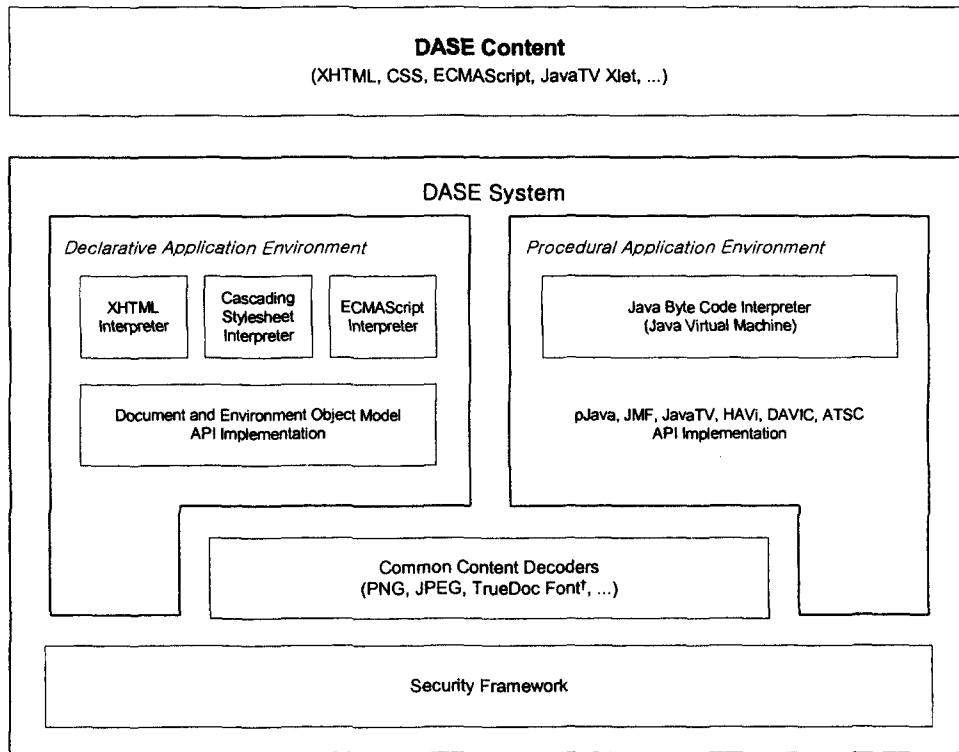 DASE Content
(XHTML, CSS, ECMAScript, JavaTV Xlet, ...)
DASE System
Declarative Application Environment
XHTML
Interpreter
Cascading
Stylesheet
Interpreter
ECMAScript
Interpreter
Document and Environment Object Model
API Implementation
Procedural Application Environment
Java Byte Code Interpreter
(Java Virtual Machine)
pJava, JMF, JavaTV, HAVi, DAVIC, ATSC
API Implementation
Common Content Decoders
(PNG, JPEG, TrueDoc Font†, ...)
Security Framework